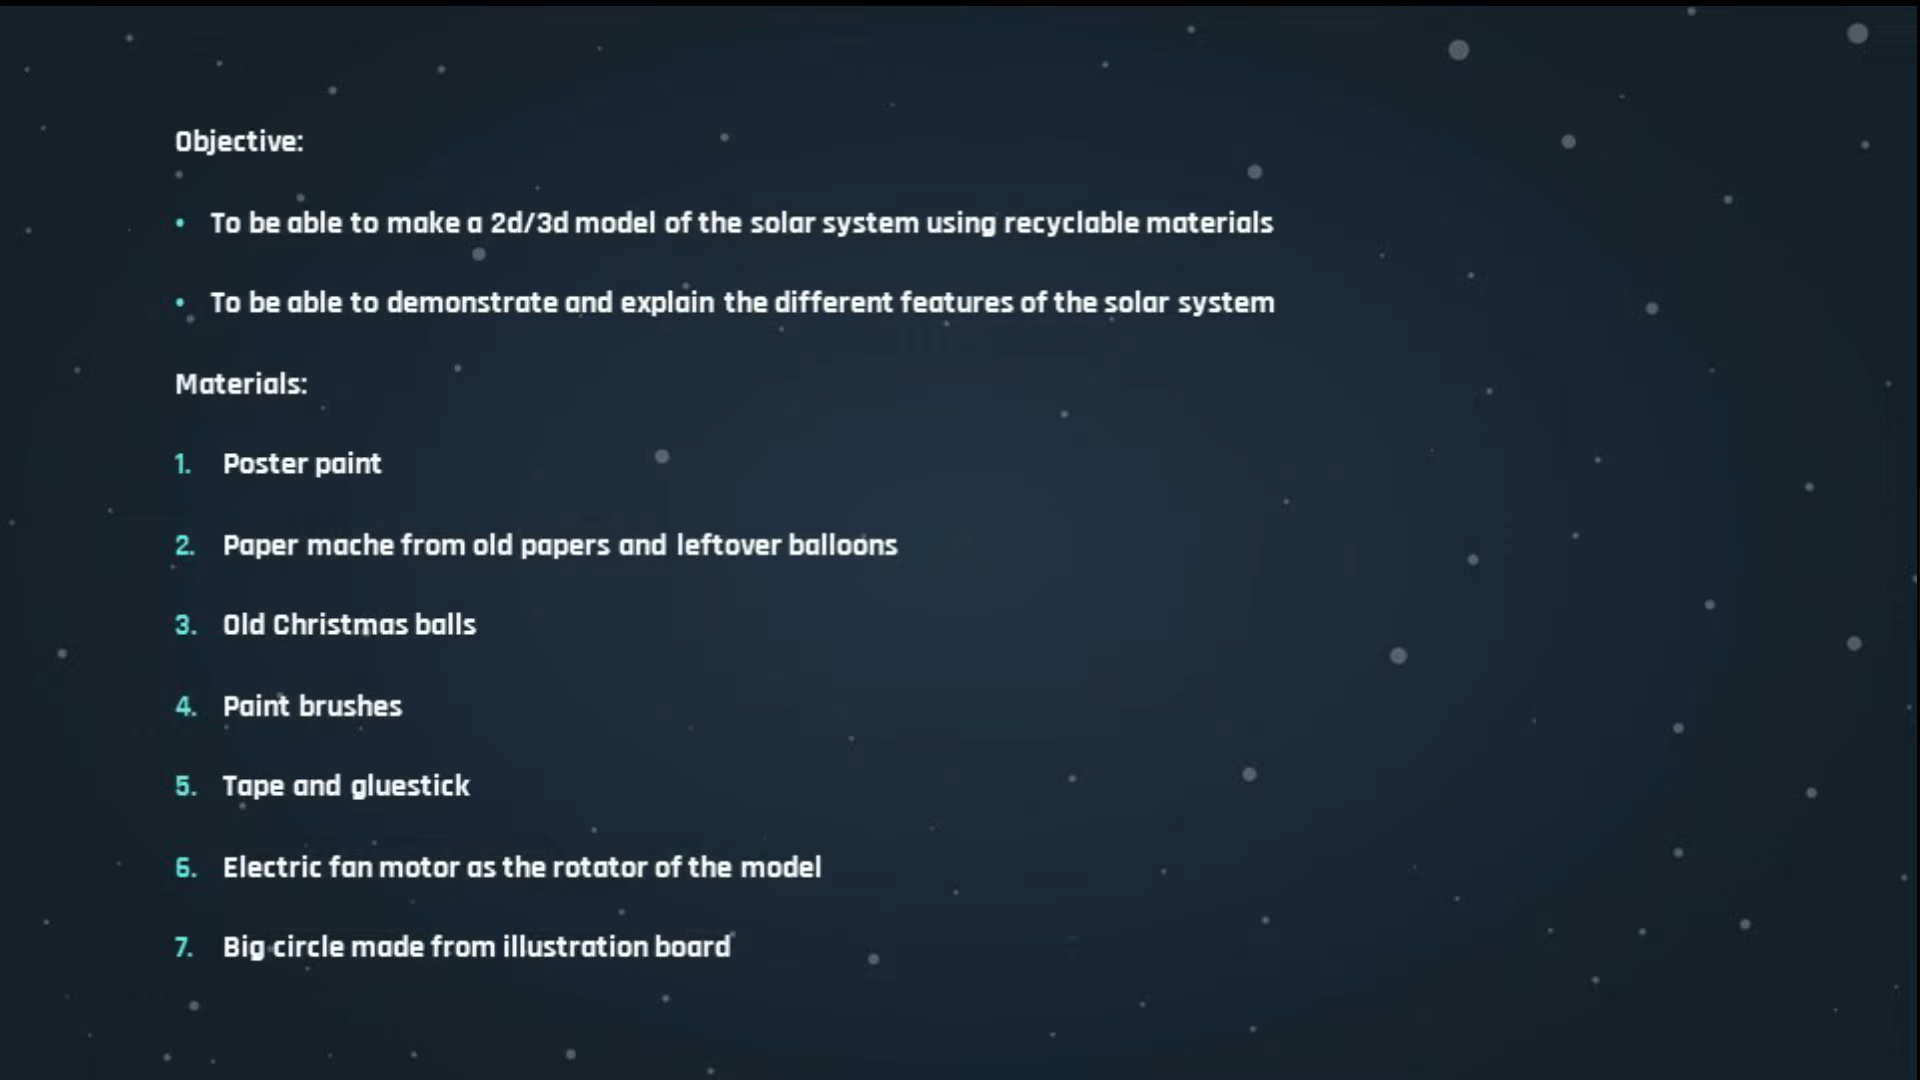 Objective:
• To be able to make a 2d/3d model of the solar system using recyclable materials
• To be able to demonstrate and explain the different features of the solar system
Materials:
1. Poster paint
2. Paper mache from old papers and leftover balloons
3. Old Christmas balls
4. Paint brushes
5. Tape and gluestick
6. Electric fan motor as the rotator of the model
7. Big circle made from illustration board